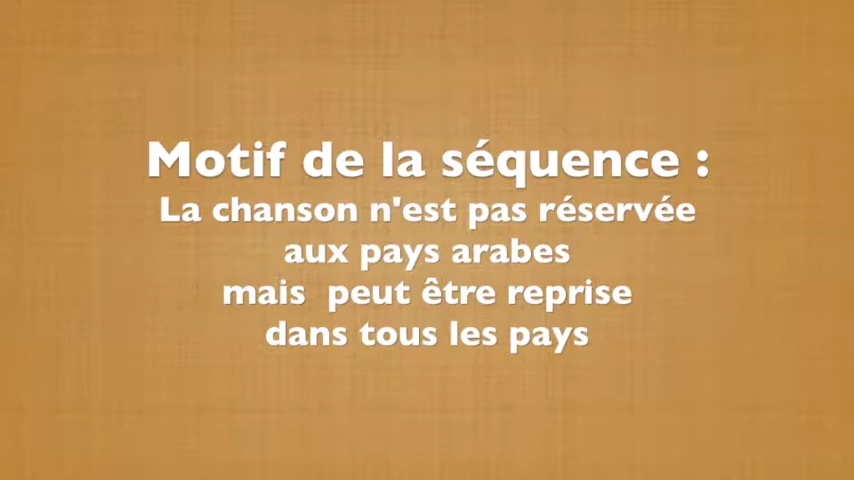 Motif de la séquence :
La chanson n'est pas réservée
aux pays arabes
mais  peut être reprise
dans tous les pays